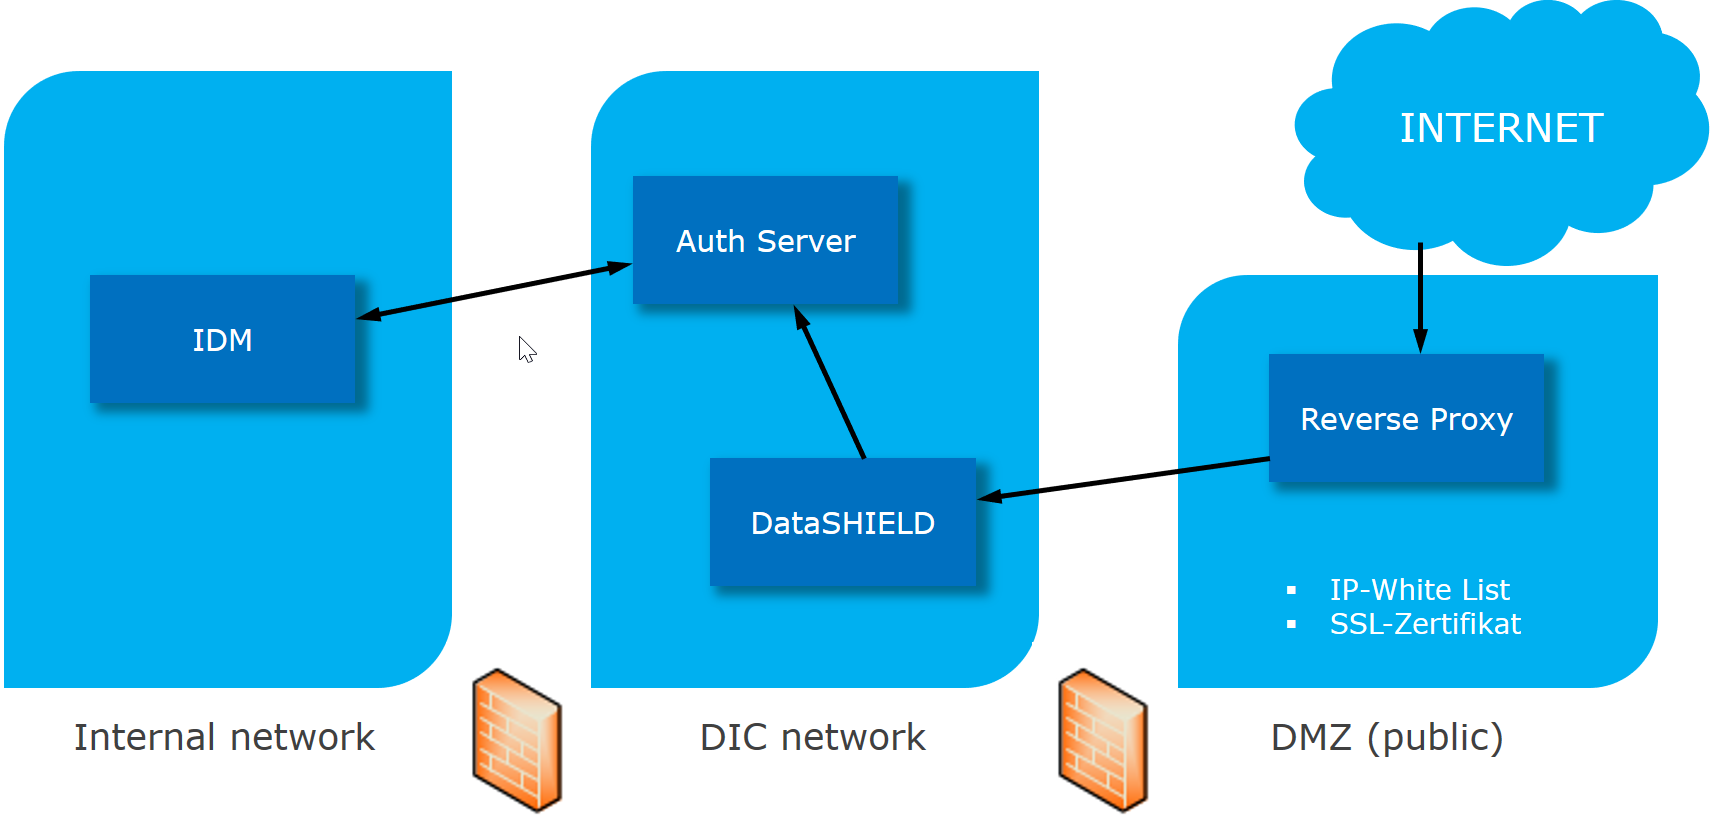 INTERNET
Auth Server
IDM
Reverse Proxy
DataSHIELD
▪ IP-White List
▪ SSL-Zertifikat
Internal network
DIC network
DMZ (public)